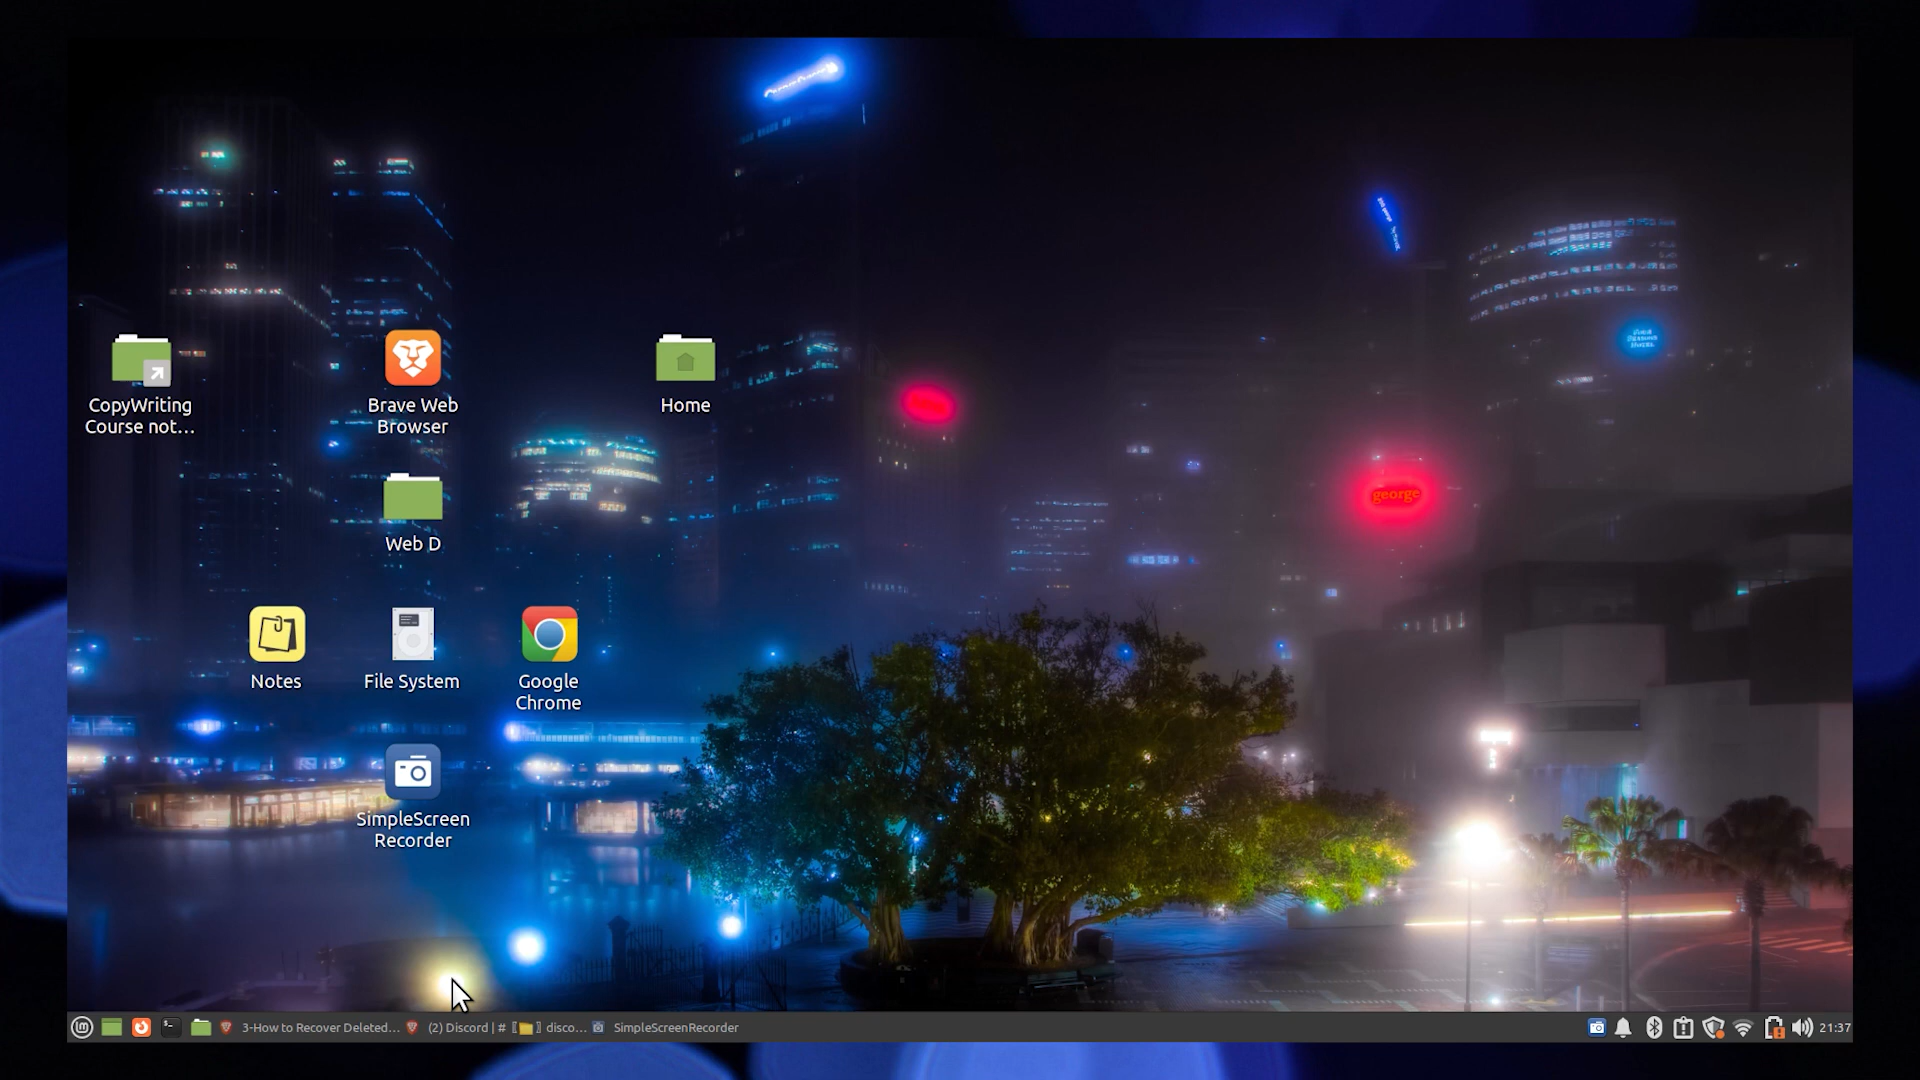 george
CopyWriting
Course not...
Brave Web
Browser
Home
Web D
Notes
File System
Google
Chrome
SimpleScreen
Recorder
3-How to Recover Deleted...
(2) Discord | #〚📁〛disco...
SimpleScreenRecorder
21:37